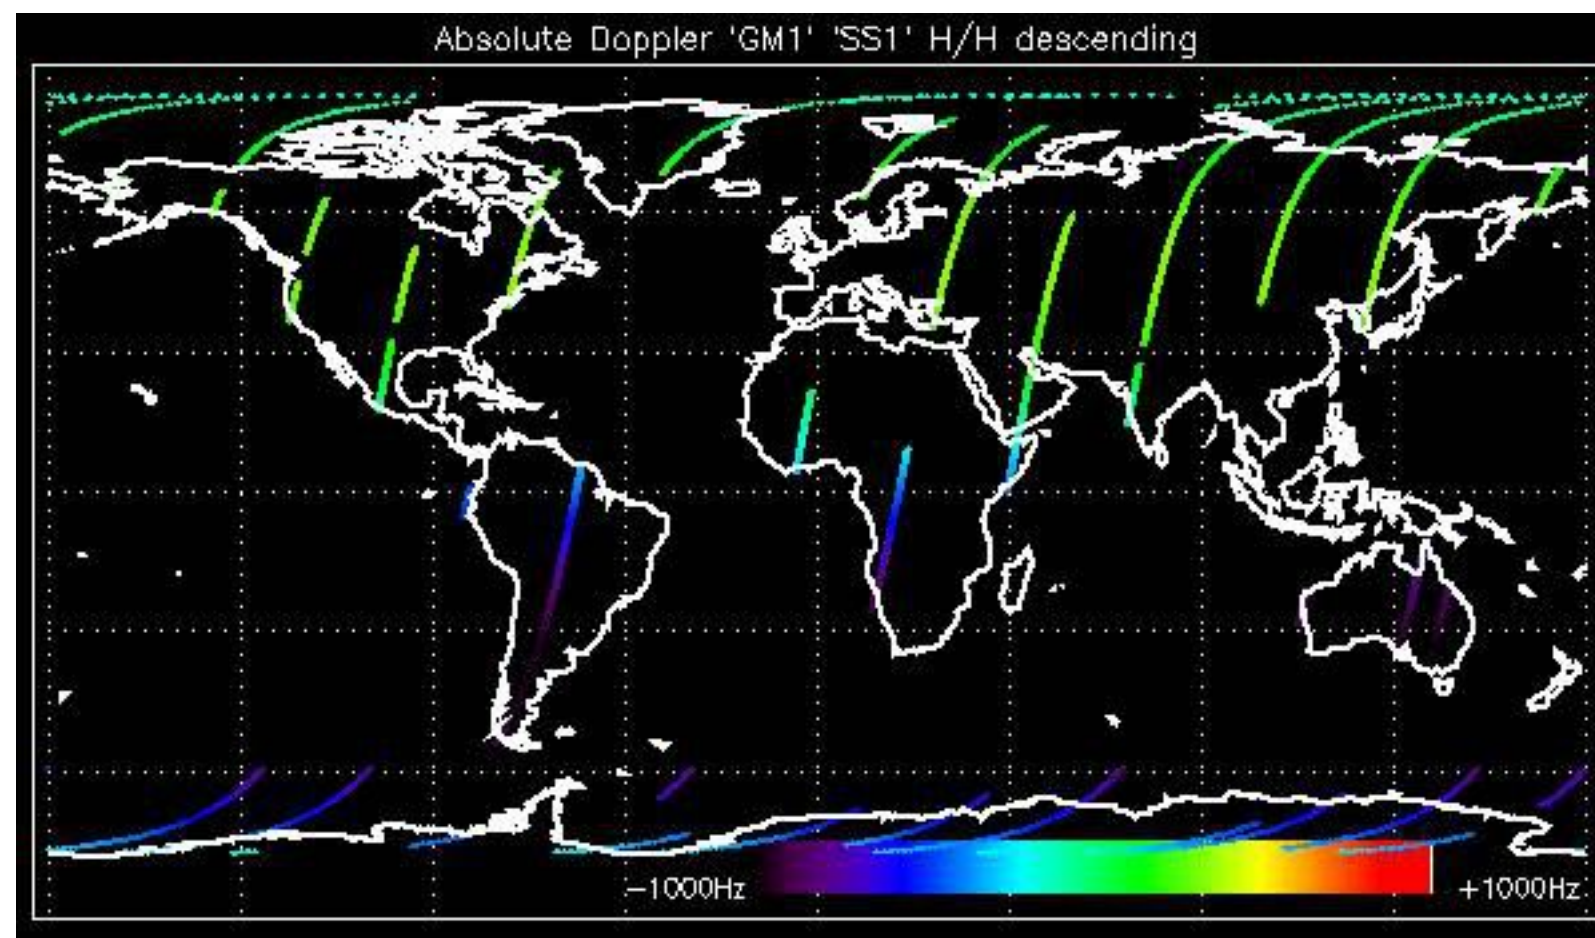 Absolute Doppler 'GM1' 'SS1' H/H descending
-1000Hz
+1000Hz